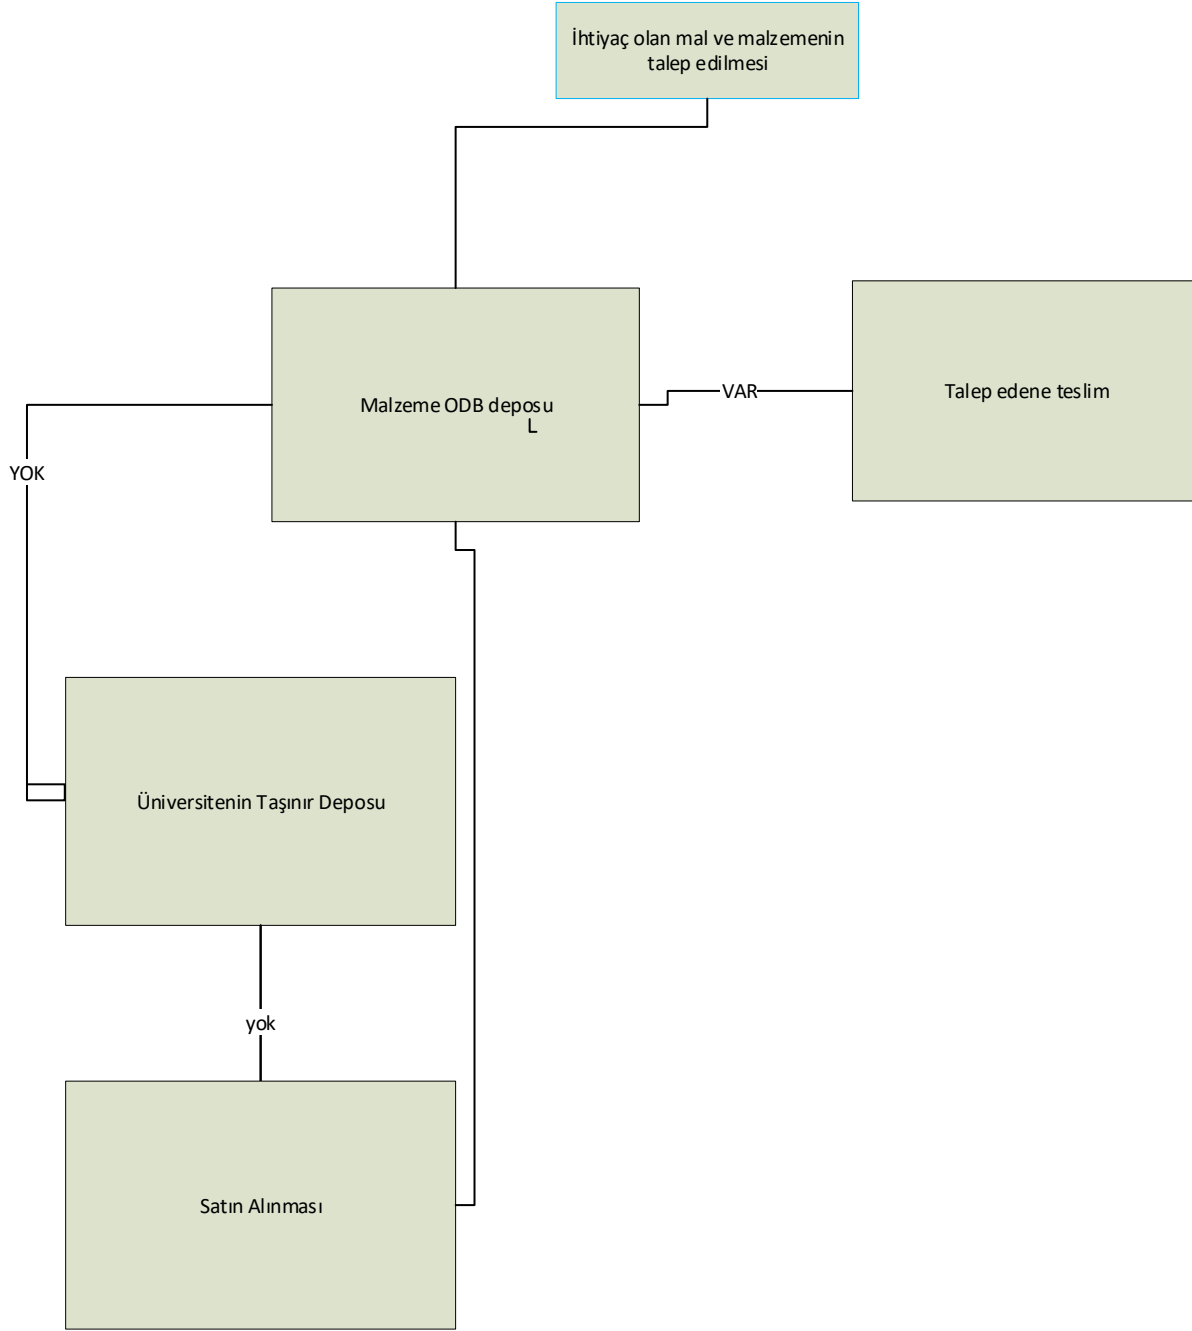 İhtiyaç olan mal ve malzemenin
talep edilmesi
Malzeme ODB deposu
L
VAR
Talep edene teslim
YOK
Üniversitenin Taşınır Deposu
yok
Satın Alınması